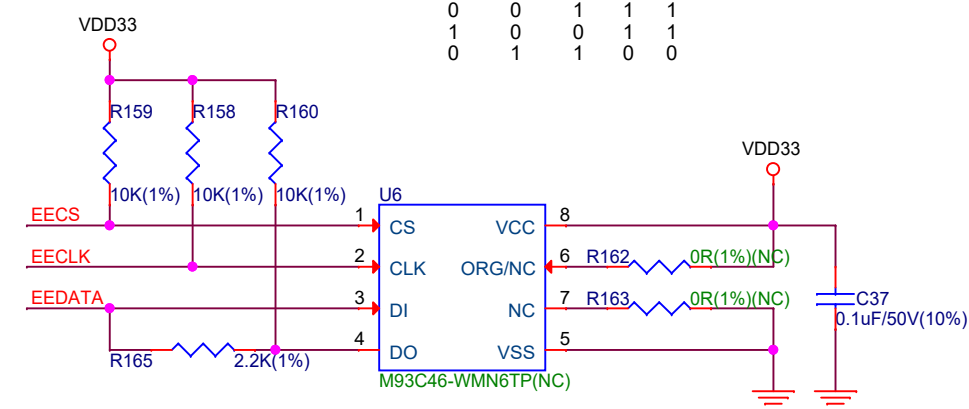 0 0 1 1 1
1 0 0 1 1
0 1 1 0 0
VDD33
R159 R158 R160
10K(1%) 10K(1%) 10K(1%)
VDD33
U6
EECS 1 CS VCC 8
EECLK 2 CLK ORG/NC 6 R162 0R(1%)(NC)
EEDATA 3 DI NC 7 R163 0R(1%)(NC)
C37
0.1uF/50V(10%)
R165 2.2K(1%) 4 DO VSS 5
M93C46-WMN6TP(NC)